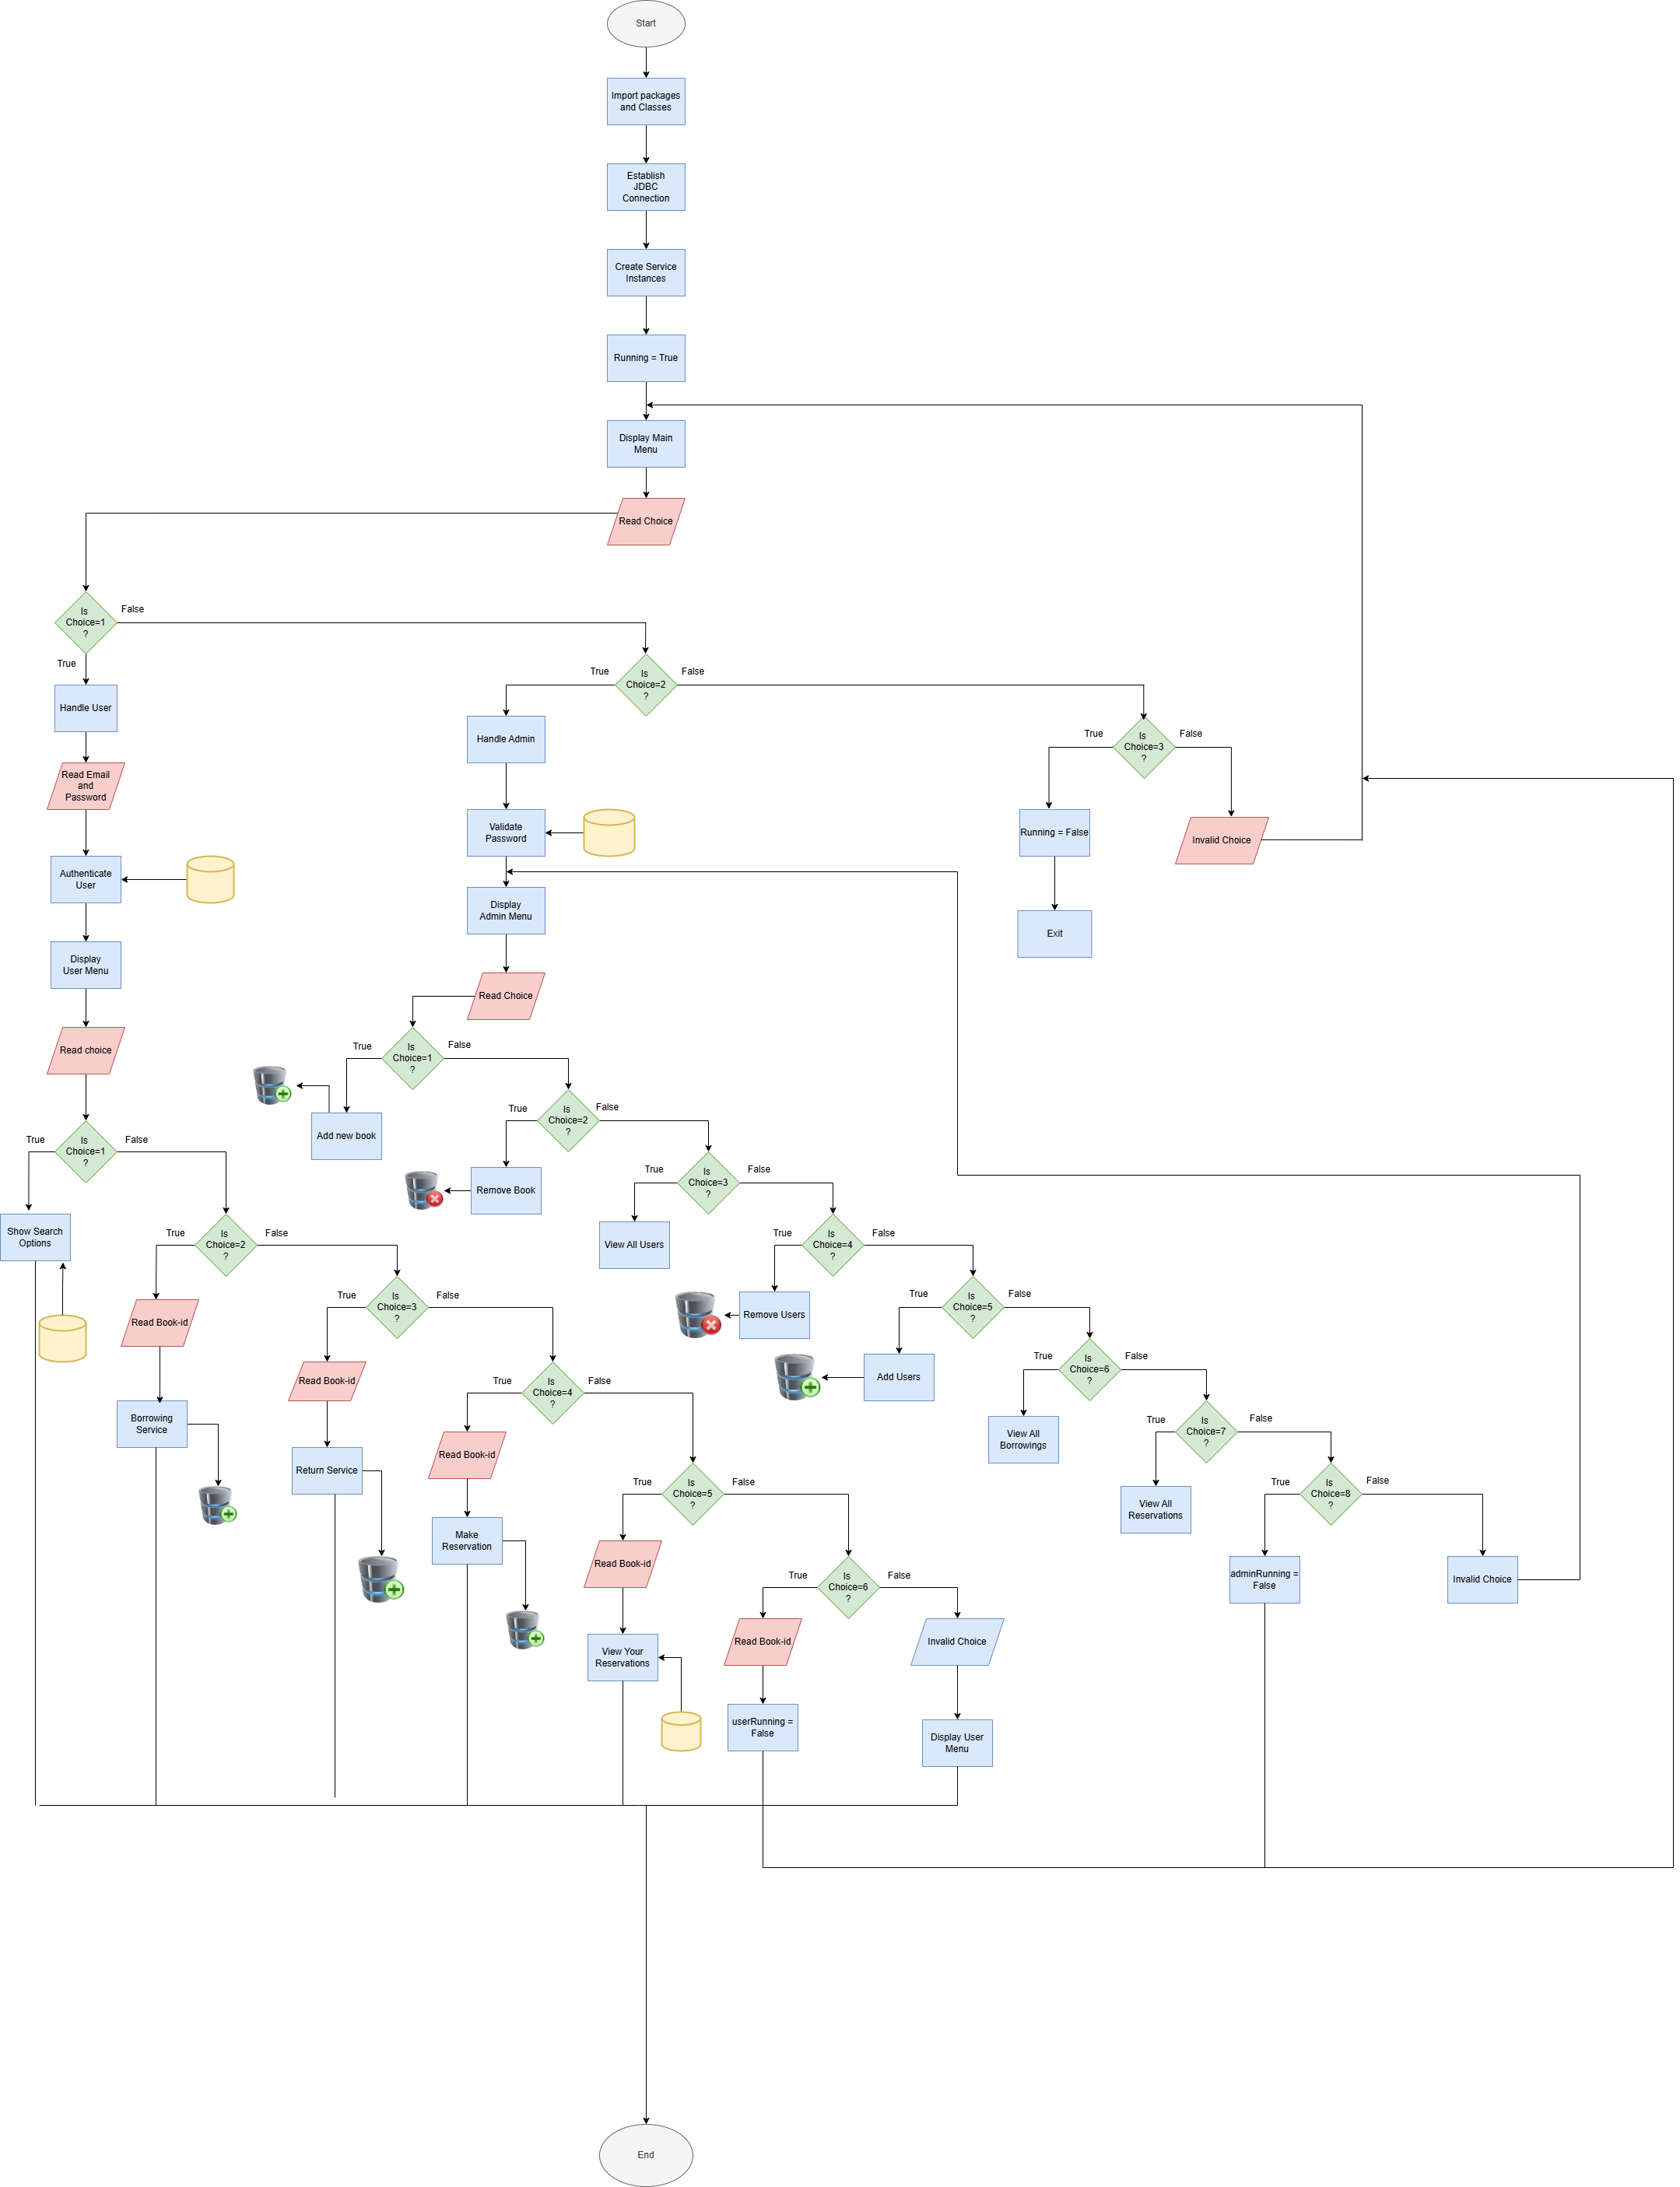 Start
Import packages
and Classes
Establish
JDBC
Connection
Create Service
Instances
Running = True
Display Main
Menu
Read Choice
Is
Choice=1
?
False
True
Handle User
Read Email
and
Password
Authenticate
User
Display
User Menu
Read choice
Is
Choice=1
?
True
False
Show Search
Options
Is
Choice=2
?
True
False
Read Book-id
Borrowing
Service
Is
Choice=3
?
True
False
Read Book-id
Return Service
Is
Choice=4
?
True
False
Read Book-id
Make
Reservation
Is
Choice=5
?
True
False
Read Book-id
View Your
Reservations
Is
Choice=6
?
True
False
Read Book-id
userRunning =
False
Invalid Choice
Display User
Menu
Is
Choice=2
?
True
False
Handle Admin
Validate
Password
Display
Admin Menu
Read Choice
Is
Choice=1
?
True
False
Add new book
Is
Choice=2
?
True
False
Remove Book
Is
Choice=3
?
True
False
View All Users
Is
Choice=4
?
True
False
Remove Users
Is
Choice=5
?
True
False
Add Users
Is
Choice=6
?
True
False
View All
Borrowings
Is
Choice=7
?
True
False
View All
Reservations
Is
Choice=8
?
True
False
adminRunning =
False
Invalid Choice
Is
Choice=3
?
True
False
Running = False
Exit
Invalid Choice
End